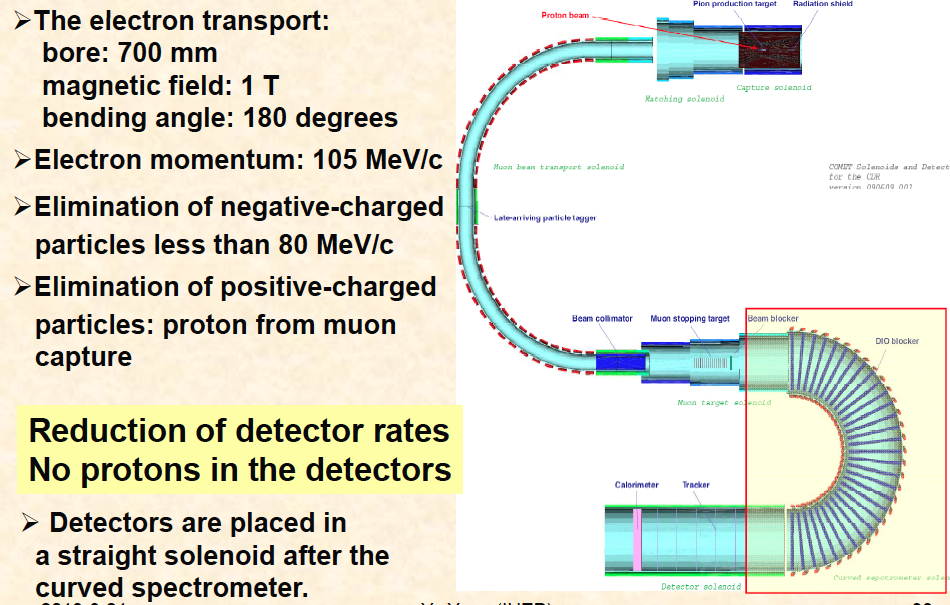 ➢The electron transport:
bore: 700 mm
magnetic field: 1 T
bending angle: 180 degrees
➢Electron momentum: 105 MeV/c
➢Elimination of negative-charged
particles less than 80 MeV/c
➢Elimination of positive-charged
particles: proton from muon
capture
Reduction of detector rates
No protons in the detectors
➢ Detectors are placed in
a straight solenoid after the
curved spectrometer.
Proton beam
Pion production target
Radiation shield
Capture solenoid
Matching solenoid
Muon beam transport solenoid
COMET Solenoids and Detect
for the CDR
version 090609.001
Late-arriving particle tagger
Beam collimator
Muon stopping target
Beam blocker
DIO blocker
Muon target solenoid
Calorimeter
Tracker
Detector solenoid